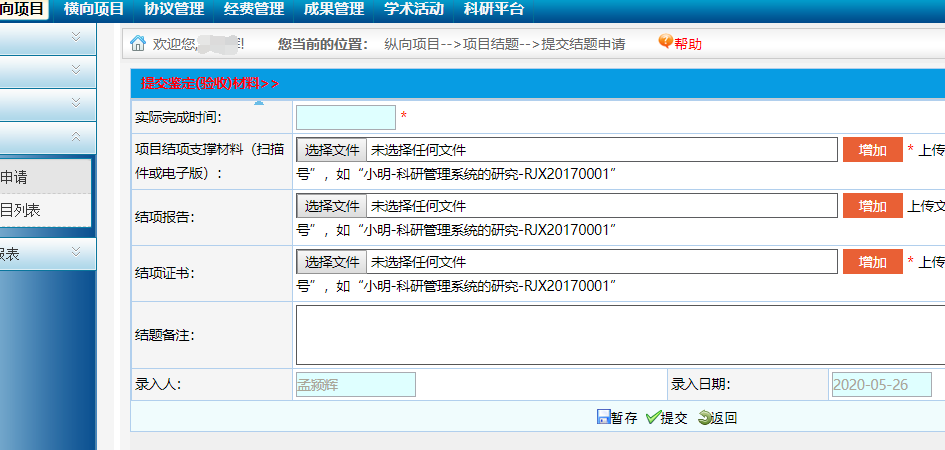 向项目 横向项目 协议管理 经费管理 成果管理 学术活动 科研平台
欢迎您, ! 您当前的位置： 纵向项目-->项目结题-->提交结题申请 帮助
提交鉴定(验收)材料>>
实际完成时间： *
项目结项支撑材料（扫描
件或电子版）：
选择文件 未选择任何文件 增加 * 上传
号”，如“小明-科研管理系统的研究-RJX20170001”
申请
目列表
结项报告：
选择文件 未选择任何文件 增加 上传文
号”，如“小明-科研管理系统的研究-RJX20170001”
报表
结项证书：
选择文件 未选择任何文件 增加 * 上传
号”，如“小明-科研管理系统的研究-RJX20170001”
结题备注：
录入人： 孟颍辉 录入日期： 2020-05-26
暂存 提交 返回